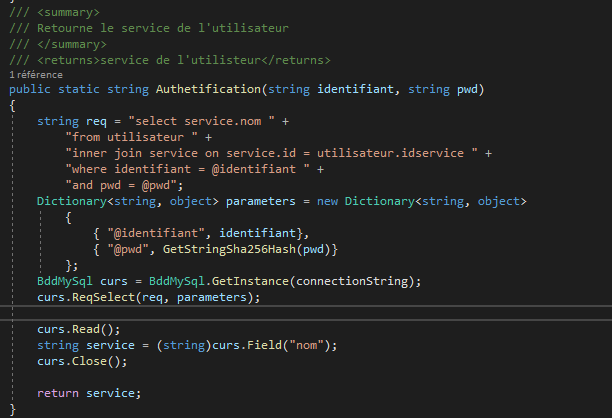 /// <summary>
/// Retourne le service de l'utilisateur
/// </summary>
/// <returns>service de l'utilisteur</returns>
1 référence
public static string Authetification(string identifiant, string pwd)
{
    string req = "select service.nom " +
        "from utilisateur " +
        "inner join service on service.id = utilisateur.idservice " +
        "where identifiant = @identifiant " +
        "and pwd = @pwd";
    Dictionary<string, object> parameters = new Dictionary<string, object>
        {
            { "@identifiant", identifiant},
            { "@pwd", GetStringSha256Hash(pwd)}
        };
    BddMySql curs = BddMySql.GetInstance(connectionString);
    curs.ReqSelect(req, parameters);

    curs.Read();
    string service = (string)curs.Field("nom");
    curs.Close();

    return service;
}